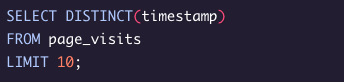 SELECT DISTINCT(timestamp)
FROM page_visits
LIMIT 10;